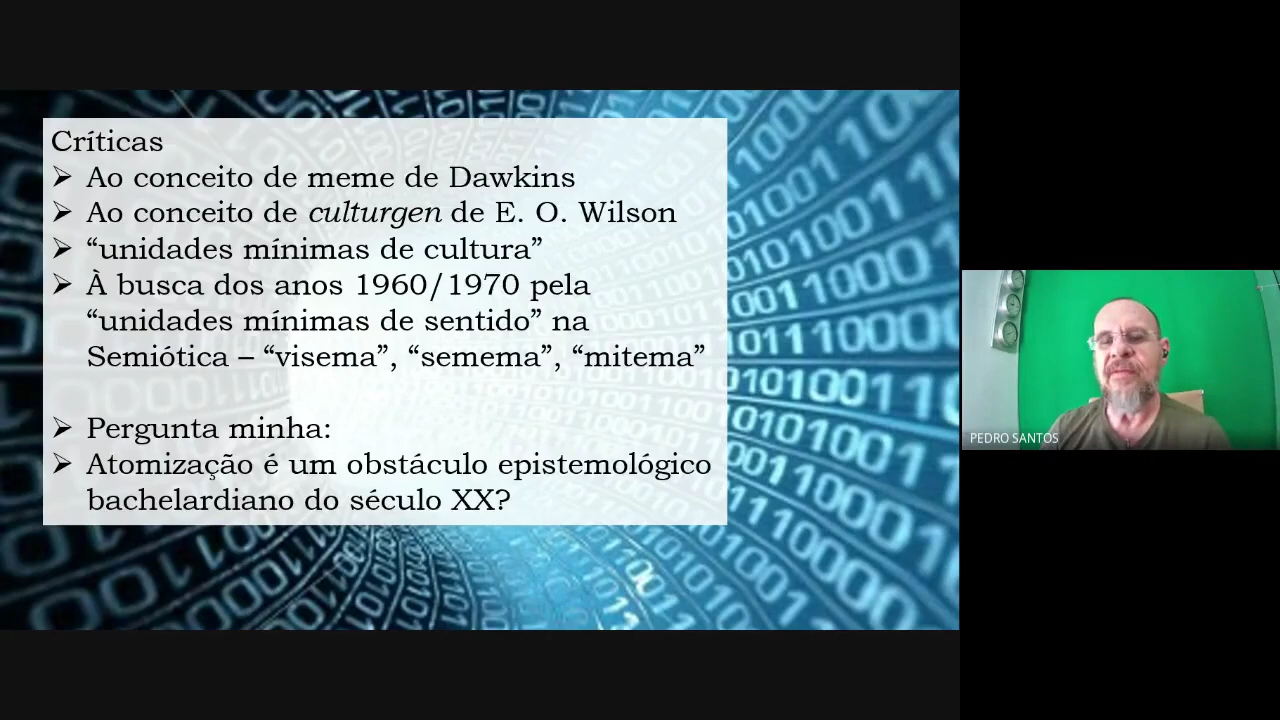 Críticas
➢ Ao conceito de meme de Dawkins
➢ Ao conceito de culturgen de E. O. Wilson
➢ “unidades mínimas de cultura”
➢ À busca dos anos 1960/1970 pela
“unidades mínimas de sentido” na
Semiótica – “visema”, “semema”, “mitema”
➢ Pergunta minha:
➢ Atomização é um obstáculo epistemológico
bachelardiano do século XX?
PEDRO SANTOS